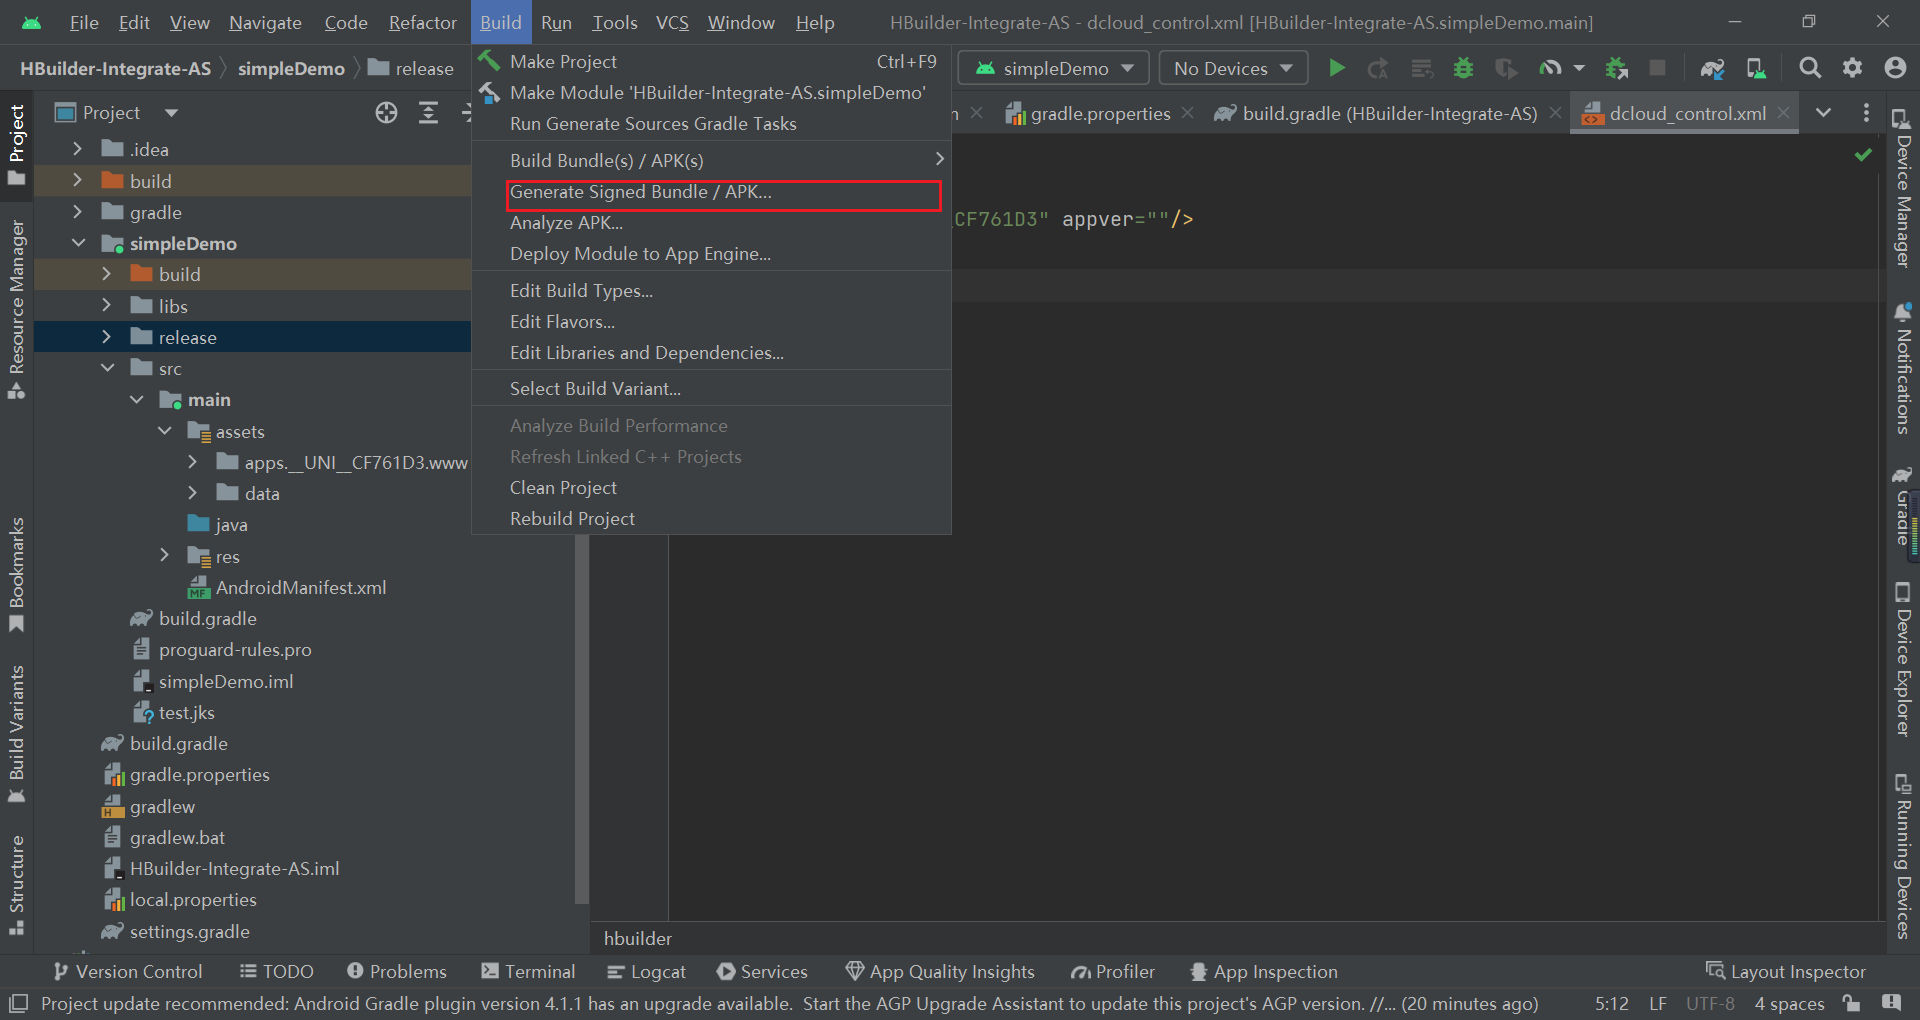 File Edit View Navigate Code Refactor Build Run Tools VCS Window Help HBuilder-Integrate-AS - dcloud_control.xml [HBuilder-Integrate-AS.simpleDemo.main]
HBuilder-Integrate-AS simpleDemo release
simpleDemo No Devices
Make Project Ctrl+F9
Make Module 'HBuilder-Integrate-AS.simpleDemo'
Run Generate Sources Gradle Tasks
Build Bundle(s) / APK(s)
Generate Signed Bundle / APK...
Analyze APK...
Deploy Module to App Engine...
Edit Build Types...
Edit Flavors...
Edit Libraries and Dependencies...
Select Build Variant...
Analyze Build Performance
Refresh Linked C++ Projects
Clean Project
Rebuild Project
gradle.properties build.gradle (HBuilder-Integrate-AS) dcloud_control.xml
CF761D3" appver=""/>
Project
.idea
build
gradle
simpleDemo
build
libs
release
src
main
assets
apps.__UNI__CF761D3.www
data
java
res
AndroidManifest.xml
build.gradle
proguard-rules.pro
simpleDemo.iml
test.jks
build.gradle
gradle.properties
gradlew
gradlew.bat
HBuilder-Integrate-AS.iml
local.properties
settings.gradle
Project
Resource Manager
Bookmarks
Build Variants
Structure
Device Manager
Notifications
Gradle
Device Explorer
Running Devices
hbuilder
Version Control TODO Problems Terminal Logcat Services App Quality Insights Profiler App Inspection Layout Inspector
Project update recommended: Android Gradle plugin version 4.1.1 has an upgrade available. Start the AGP Upgrade Assistant to update this project's AGP version. //... (20 minutes ago) 5:12 LF UTF-8 4 spaces